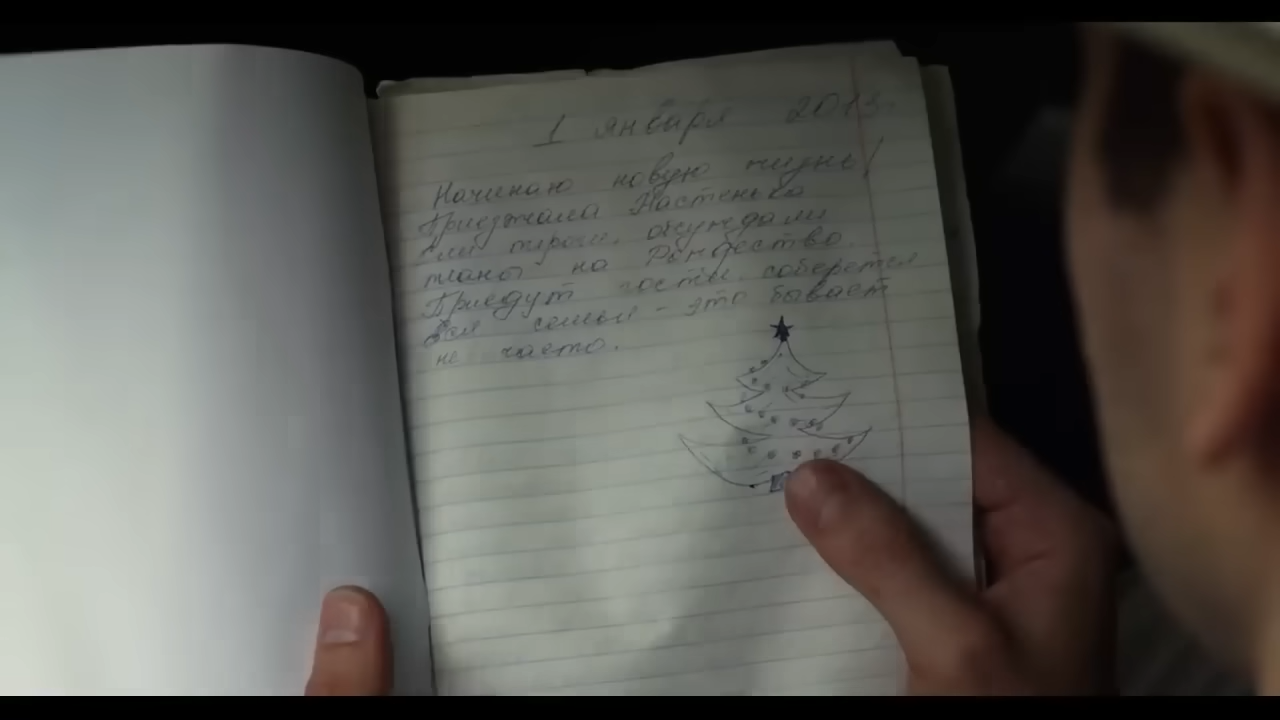 1 января 2013
Начинаю новую жизнь!
Приезжала Настенька
ели пироги, обсуждали
планы на Рождество.
Приедут гости, соберется
вся семья - это бывает
не часто.